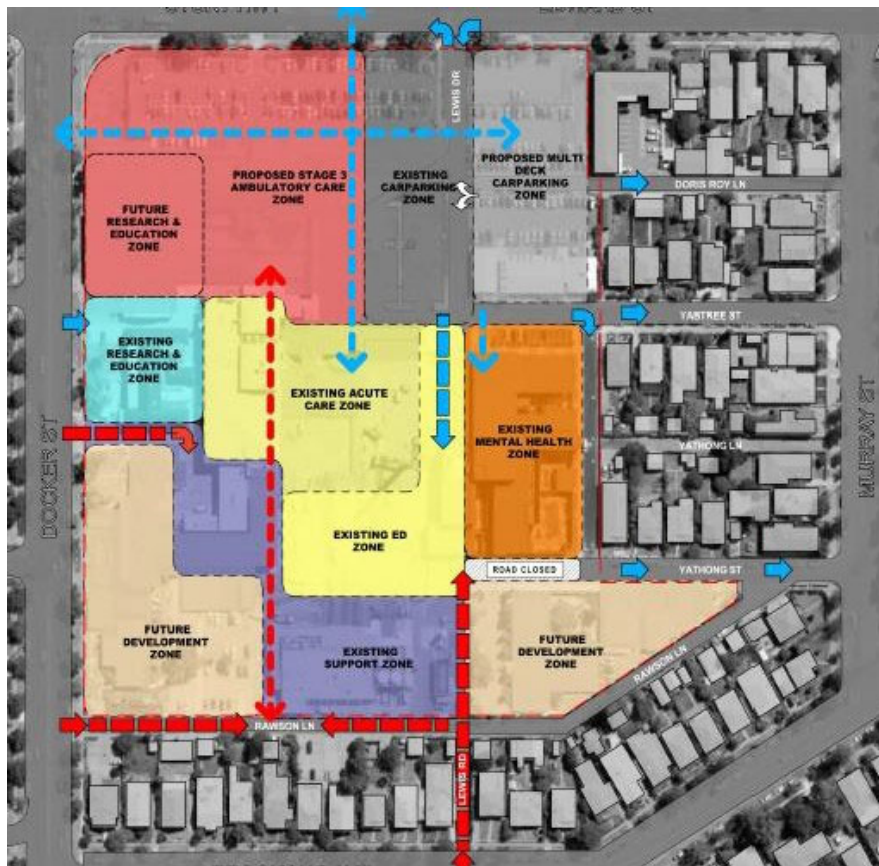 LEWIS DR
PROPOSED STAGE 3
AMBULATORY CARE
ZONE
EXISTING
CARPARKING
ZONE
PROPOSED MULTI
DECK
CARPARKING
ZONE
DORIS ROY LN
FUTURE
RESEARCH &
EDUCATION
ZONE
YABTREE ST
EXISTING
RESEARCH &
EDUCATION
ZONE
EXISTING ACUTE
CARE ZONE
EXISTING
MENTAL HEALTH
ZONE
YATHONG LN
DOCKER ST
MURRAY ST
EXISTING ED
ZONE
ROAD CLOSED
YATHONG ST
FUTURE
DEVELOPMENT
ZONE
EXISTING
SUPPORT ZONE
FUTURE
DEVELOPMENT
ZONE
RAWSON LN
RAWSON LN
LEWIS RD